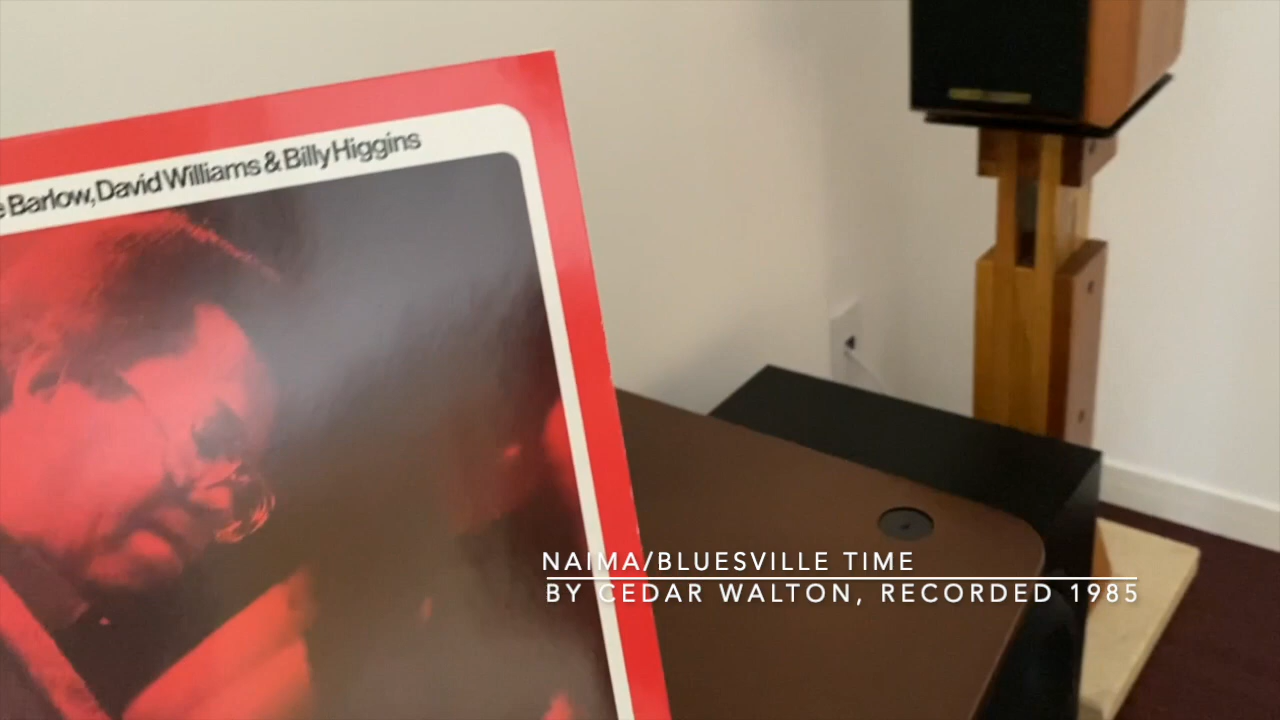 e Barlow, David Williams & Billy Higgins
NAIMA/BLUESVILLE TIME
BY CEDAR WALTON, RECORDED 1985